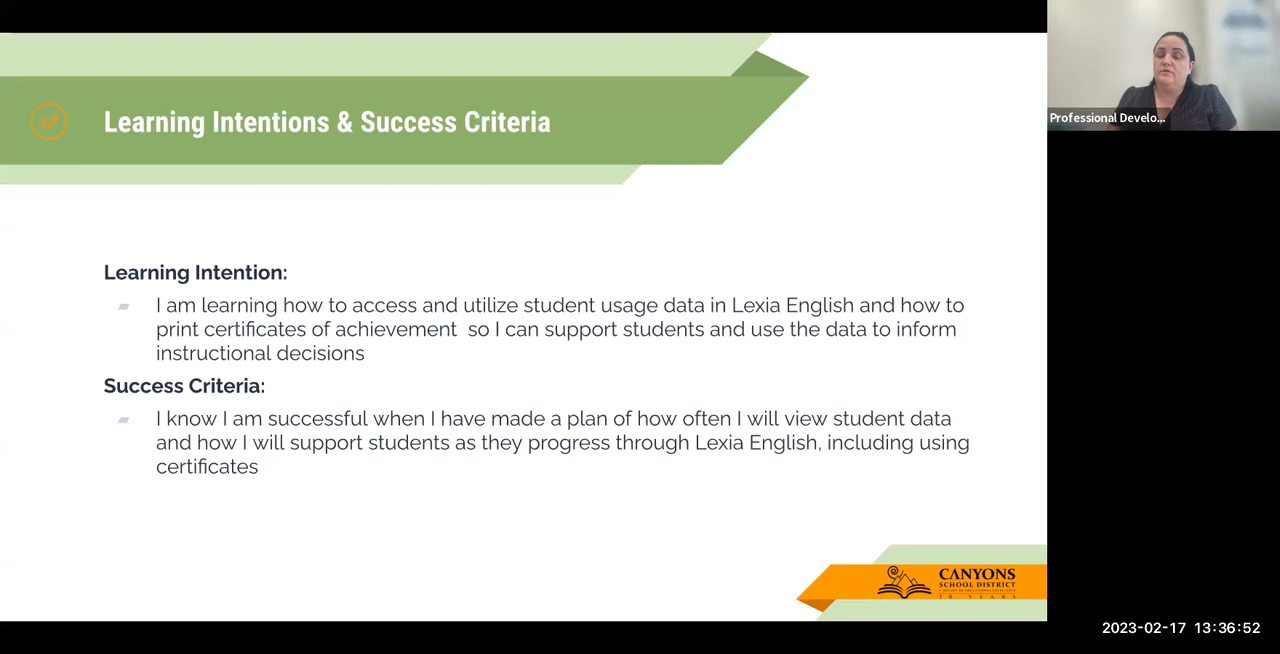 Learning Intentions & Success Criteria
Professional Develo...
Learning Intention:
I am learning how to access and utilize student usage data in Lexia English and how to
print certificates of achievement  so I can support students and use the data to inform
instructional decisions
Success Criteria:
I know I am successful when I have made a plan of how often I will view student data
and how I will support students as they progress through Lexia English, including using
certificates
CANYONS
SCHOOL DISTRICT
10 YEARS
2023-02-17 13:36:52